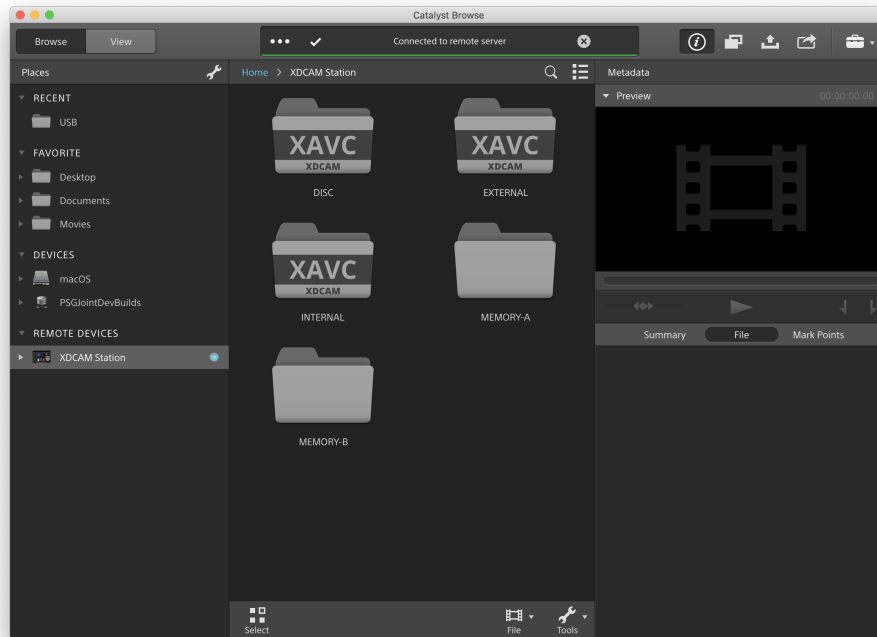 Catalyst Browse
Browse
View
Connected to remote server
Places
Home > XDCAM Station
Metadata
RECENT
USB
FAVORITE
Desktop
Documents
Movies
DEVICES
macOS
PSGJointDevBuilds
REMOTE DEVICES
XDCAM Station
XAVC
XDCAM
DISC
XAVC
XDCAM
EXTERNAL
XAVC
XDCAM
INTERNAL
MEMORY-A
MEMORY-B
Select
File
Tools
Preview
00:00:00:00
Summary
File
Mark Points